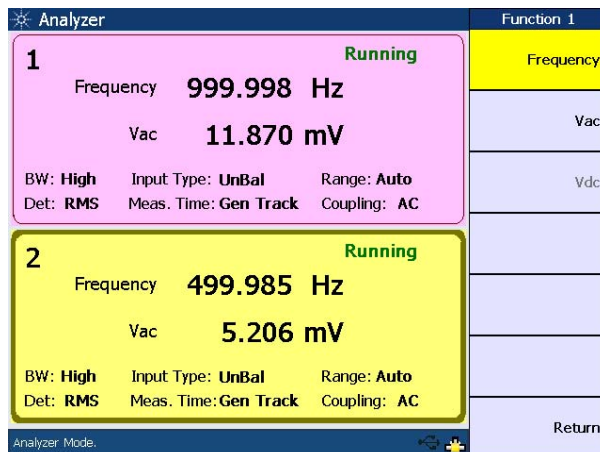 Analyzer
Function 1
1
Running
Frequency 999.998 Hz
Vac 11.870 mV
BW: High Input Type: UnBal Range: Auto
Det: RMS Meas. Time: Gen Track Coupling: AC
2
Running
Frequency 499.985 Hz
Vac 5.206 mV
BW: High Input Type: UnBal Range: Auto
Det: RMS Meas. Time: Gen Track Coupling: AC
Analyzer Mode.
Frequency
Vac
Vdc
Return